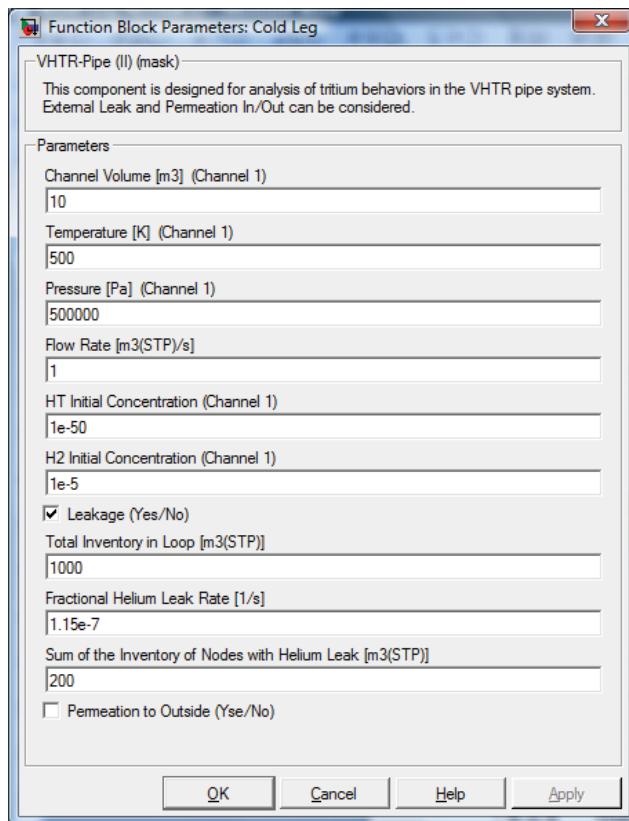 Function Block Parameters: Cold Leg
VHTR-Pipe (II) (mask)
This component is designed for analysis of tritium behaviors in the VHTR pipe system.
External Leak and Permeation In/Out can be considered.
Parameters
Channel Volume [m3] (Channel 1)
10
Temperature [K] (Channel 1)
500
Pressure [Pa] (Channel 1)
500000
Flow Rate [m3(STP)/s]
1
HT Initial Concentration (Channel 1)
1e-50
H2 Initial Concentration (Channel 1)
1e-5
Leakage (Yes/No)
Total Inventory in Loop [m3(STP)]
1000
Fractional Helium Leak Rate [1/s]
1.15e-7
Sum of the Inventory of Nodes with Helium Leak [m3(STP)]
200
Permeation to Outside (Yse/No)
OK Cancel Help Apply